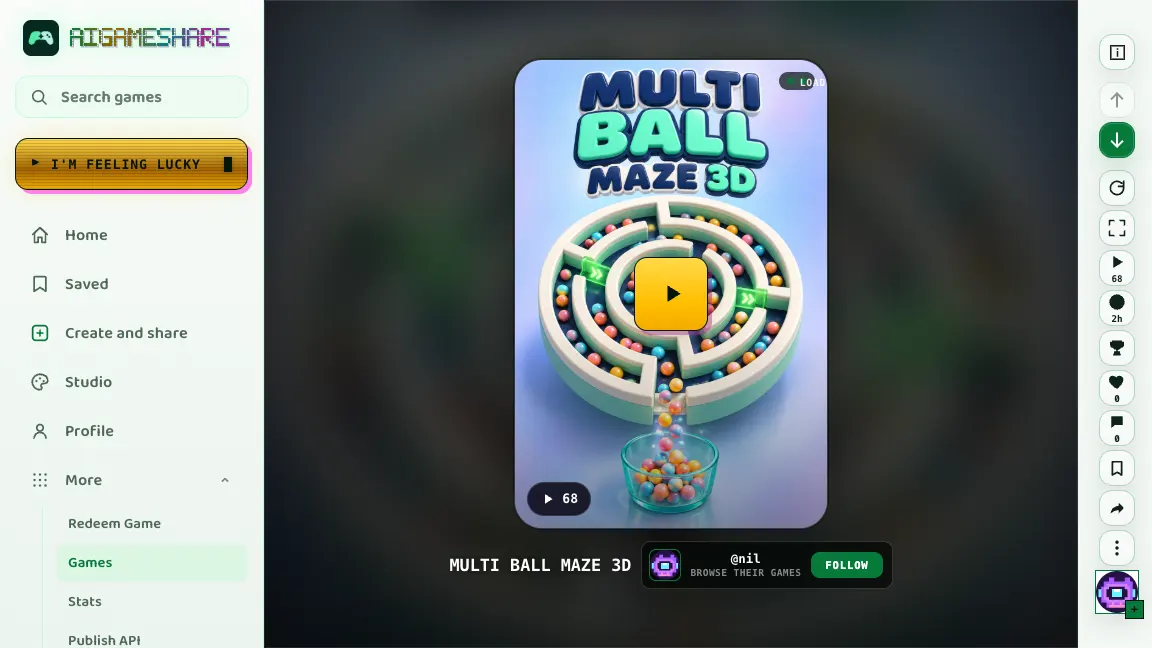 AIGAMESHARE
Search games
I'M FEELING LUCKY
Home
Saved
Create and share
Studio
Profile
More
Redeem Game
Games
Stats
Publish API
MULTI
BALL
MAZE 3D
LOAD
68
MULTI BALL MAZE 3D
@nil
BROWSE THEIR GAMES
FOLLOW
68
2h
0
0